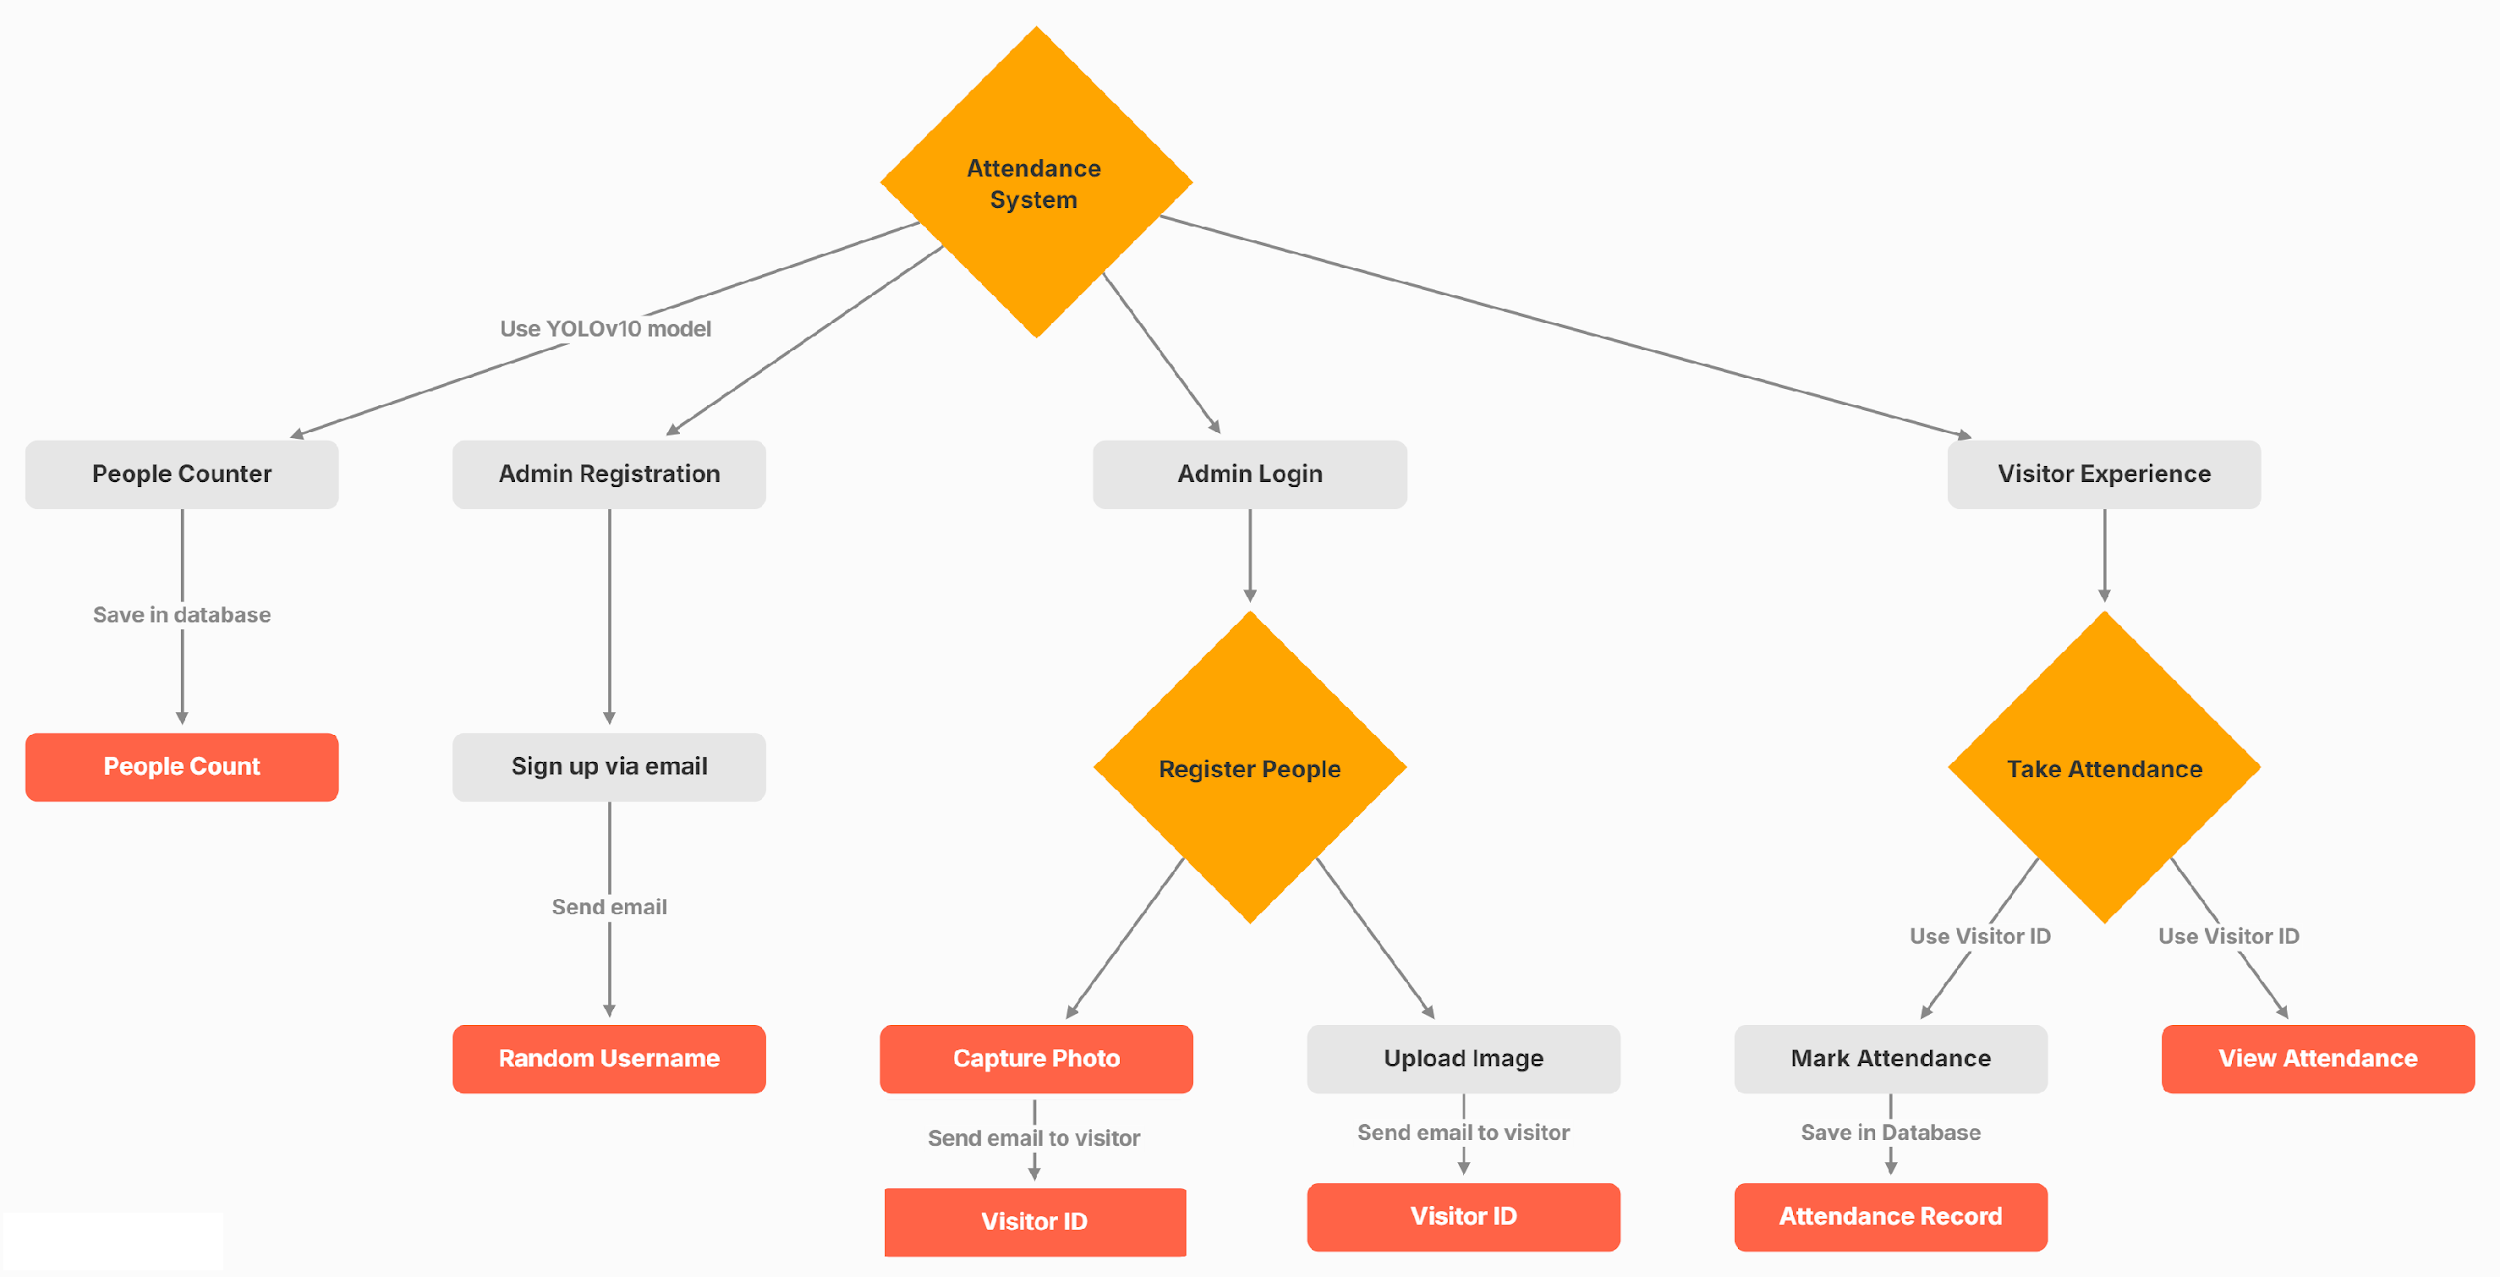 Attendance
System
Use YOLOv10 model
People Counter
Admin Registration
Admin Login
Visitor Experience
Save in database
People Count
Sign up via email
Register People
Take Attendance
Send email
Use Visitor ID
Use Visitor ID
Random Username
Capture Photo
Upload Image
Mark Attendance
View Attendance
Send email to visitor
Send email to visitor
Save in Database
Visitor ID
Visitor ID
Attendance Record